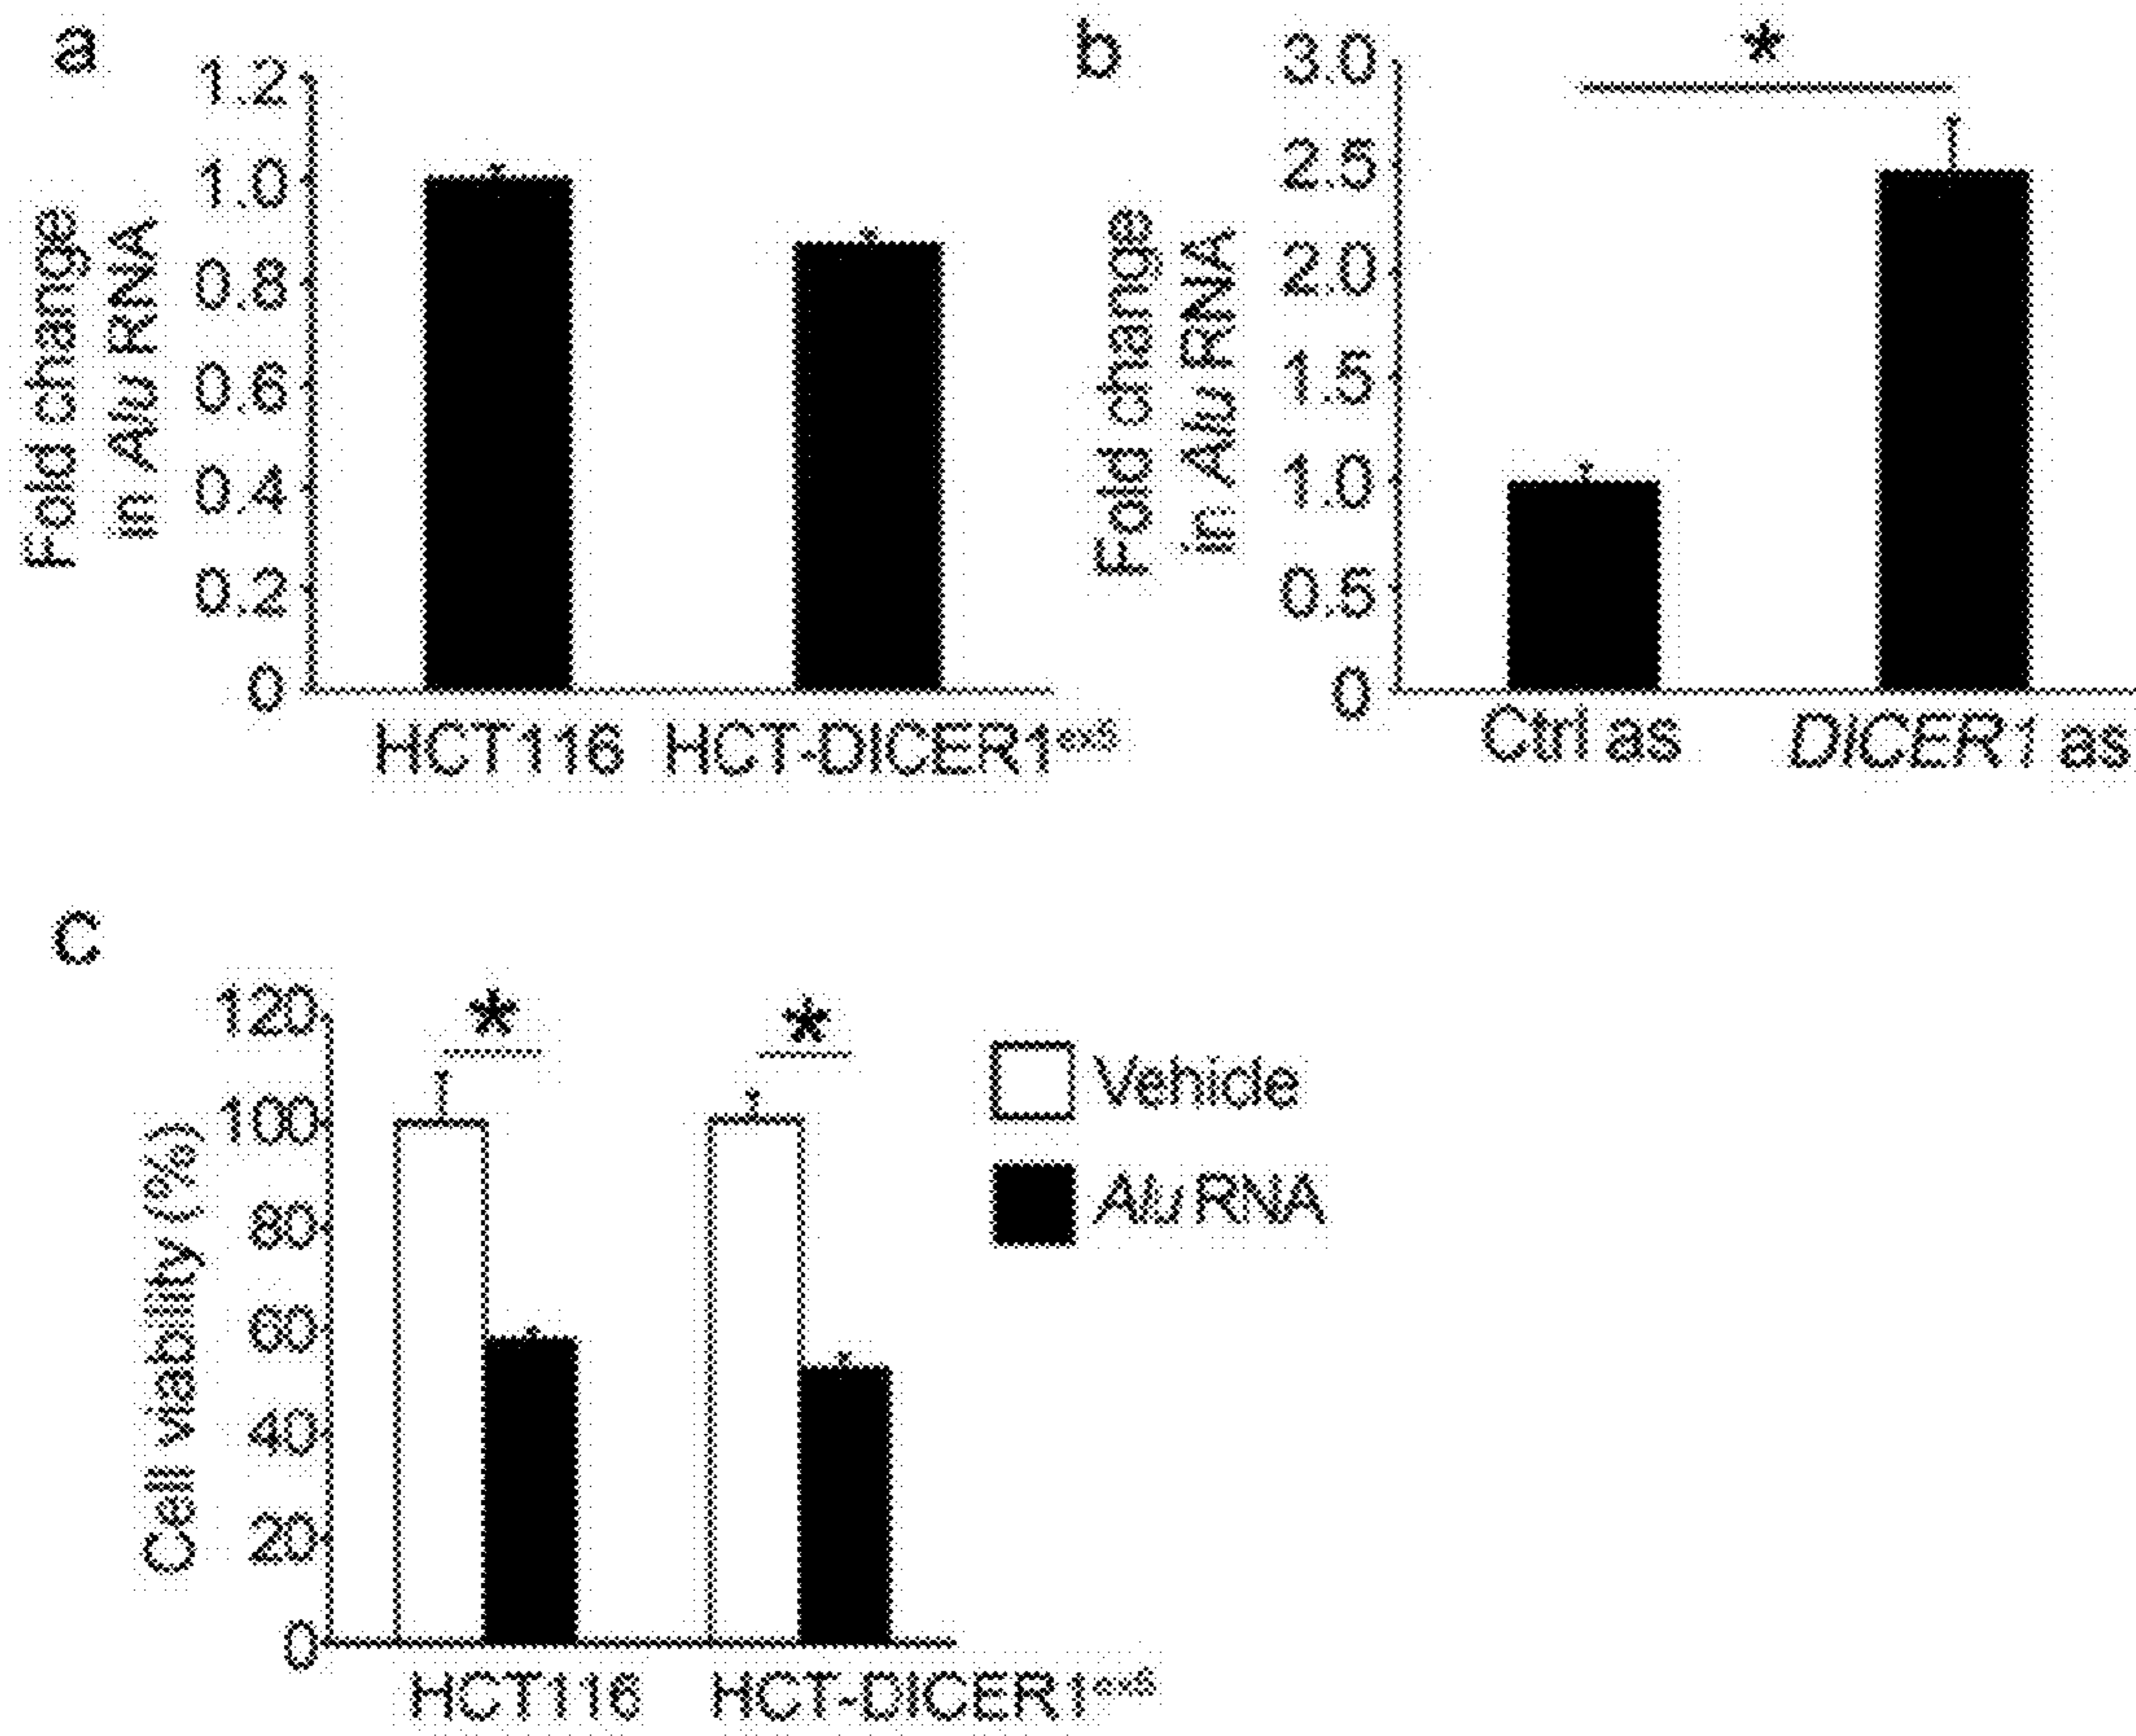 a
1.2
1.0
0.8
0.6
0.4
0.2
0
Fold change
in Alu RNA
HCT116 HCT-DICER1ex5
b
*
3.0
2.5
2.0
1.5
1.0
0.5
0
Fold change
in Alu RNA
Ctrl as DICER1 as
c
120
100
80
60
40
20
0
Cell viability (%)
* *
Vehicle
Alu RNA
HCT116 HCT-DICER1ex5